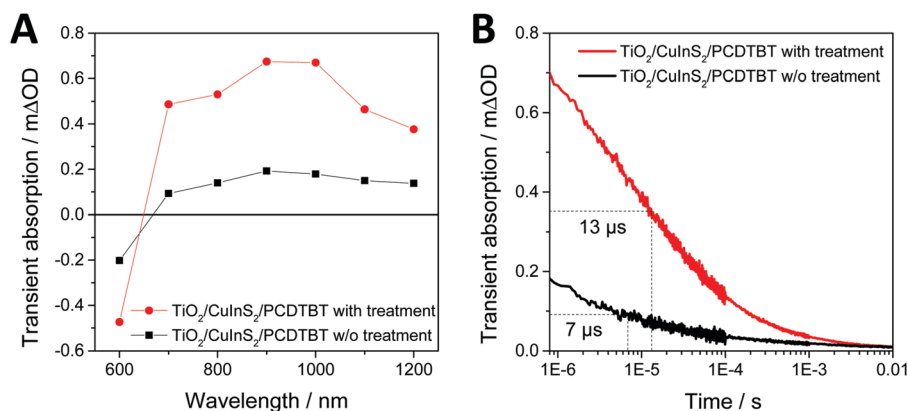 A
Transient absorption / mΔOD
0.8
0.6
0.4
0.2
0.0
-0.2
-0.4
-0.6
600 700 800 900 1000 1100 1200
Wavelength / nm
TiO₂/CuInS₂/PCDTBT with treatment
TiO₂/CuInS₂/PCDTBT w/o treatment
B
Transient absorption / mΔOD
0.8
0.6
0.4
0.2
0.0
1E-6 1E-5 1E-4 1E-3 0.01
Time / s
TiO₂/CuInS₂/PCDTBT with treatment
TiO₂/CuInS₂/PCDTBT w/o treatment
13 µs
7 µs